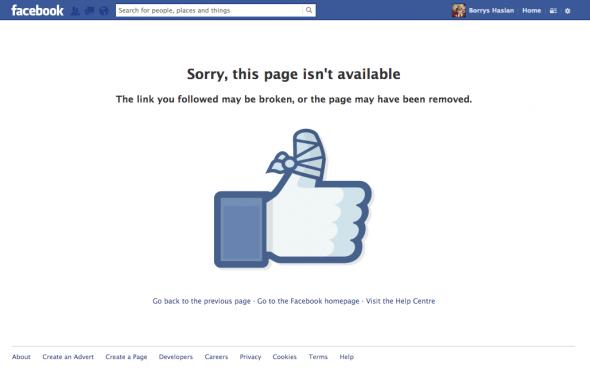 facebook Search for people, places and things Borrys Hasian Home
Sorry, this page isn't available
The link you followed may be broken, or the page may have been removed.
Go back to the previous page · Go to the Facebook homepage · Visit the Help Centre
About Create an Advert Create a Page Developers Careers Privacy Cookies Terms Help